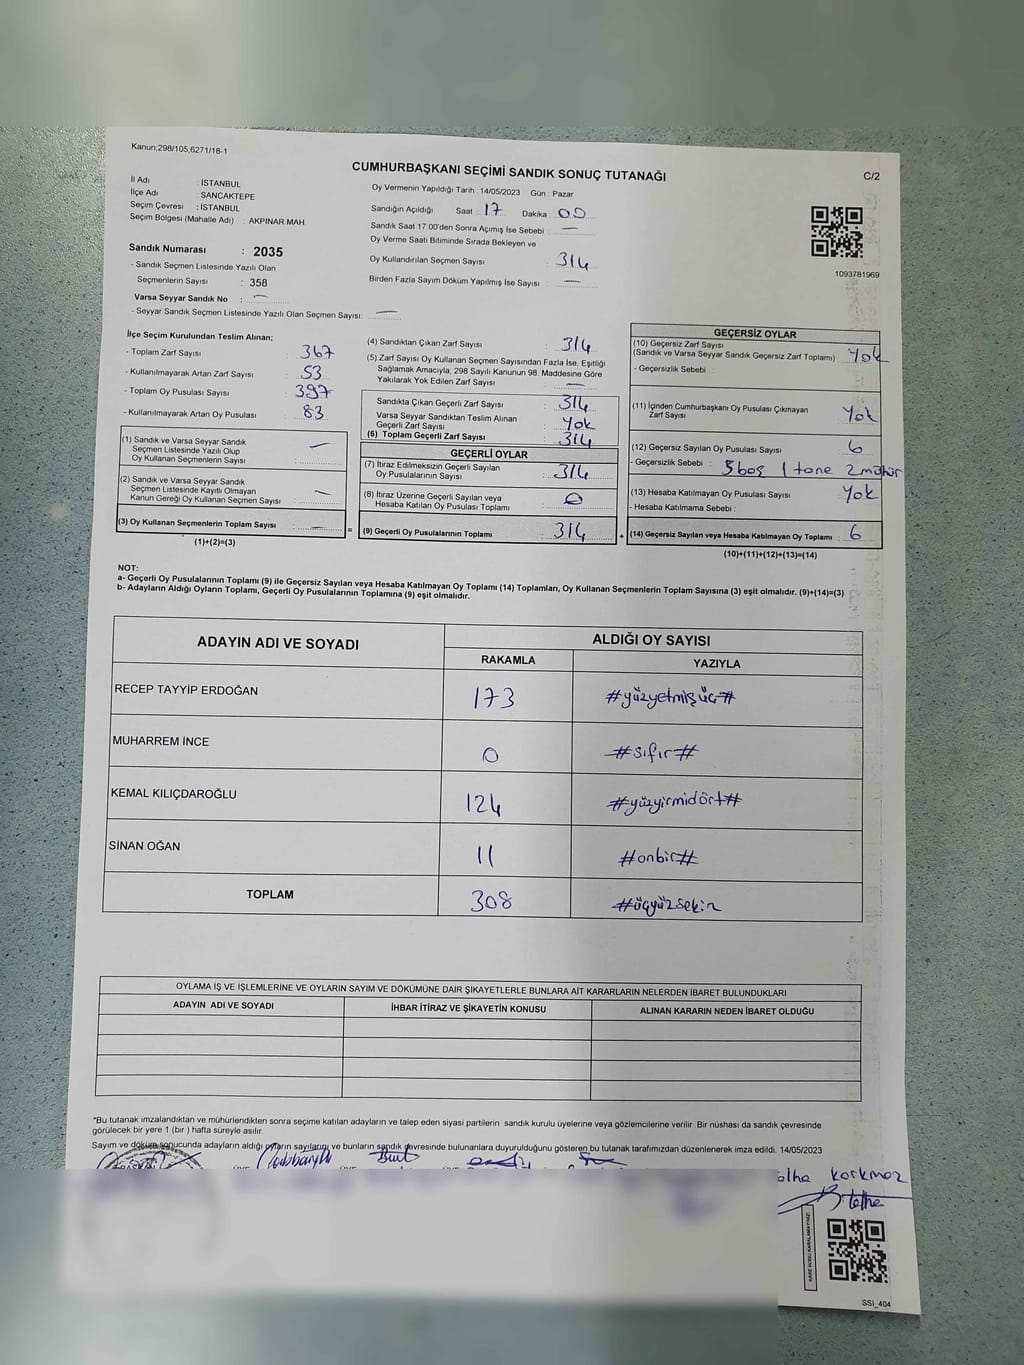 Kanun;298/105;6271/18-1
CUMHURBAŞKANI SEÇİMİ SANDIK SONUÇ TUTANAĞI
C/2
İl Adı : İSTANBUL
İlçe Adı : SANCAKTEPE
Seçim Çevresi : İSTANBUL
Seçim Bölgesi (Mahalle Adı) : AKPINAR MAH.
Oy Vermenin Yapıldığı Tarih : 14/05/2023 Gün : Pazar
Sandığın Açıldığı Saat : 17 Dakika : 00
Sandık Saat 17:00'den Sonra Açımış İse Sebebi : —
Oy Verme Saati Bitiminde Sırada Bekleyen ve
Oy Kullandırılan Seçmen Sayısı : 314
Birden Fazla Sayım Döküm Yapılmış İse Sayısı : —
1093781969
Sandık Numarası : 2035
- Sandık Seçmen Listesinde Yazılı Olan
Seçmenlerin Sayısı : 358
Varsa Seyyar Sandık No : —
- Seyyar Sandık Seçmen Listesinde Yazılı Olan Seçmen Sayısı: —
İlçe Seçim Kurulundan Teslim Alınan;
- Toplam Zarf Sayısı : 367
- Kullanılmayarak Artan Zarf Sayısı : 53
- Toplam Oy Pusulası Sayısı : 397
- Kullanılmayarak Artan Oy Pusulası : 83
(1) Sandık ve Varsa Seyyar Sandık
Seçmen Listesinde Yazılı Olup
Oy Kullanan Seçmenlerin Sayısı : —
(2) Sandık ve Varsa Seyyar Sandık
Seçmen Listesinde Kayıtlı Olmayan
Kanun Gereği Oy Kullanan Seçmen Sayısı : —
(3) Oy Kullanan Seçmenlerin Toplam Sayısı : — =
(1)+(2)=(3)
(4) Sandıktan Çıkan Zarf Sayısı : 314
(5) Zarf Sayısı Oy Kullanan Seçmen Sayısından Fazla İse, Eşitliği
Sağlamak Amacıyla; 298 Sayılı Kanunun 98. Maddesine Göre
Yakılarak Yok Edilen Zarf Sayısı : —
Sandıkta Çıkan Geçerli Zarf Sayısı : 314
Varsa Seyyar Sandıktan Teslim Alınan
Geçerli Zarf Sayısı : Yok
(6) Toplam Geçerli Zarf Sayısı : 314
GEÇERLİ OYLAR
(7) İtiraz Edilmeksizin Geçerli Sayılan
Oy Pusulalarının Sayısı : 314
(8) İtiraz Üzerine Geçerli Sayılan veya
Hesaba Katılan Oy Pusulası Toplamı : 0
(9) Geçerli Oy Pusulalarının Toplamı : 314 +
GEÇERSİZ OYLAR
(10) Geçersiz Zarf Sayısı
(Sandık ve Varsa Seyyar Sandık Geçersiz Zarf Toplamı) : Yok
- Geçersizlik Sebebi :
(11) İçinden Cumhurbaşkanı Oy Pusulası Çıkmayan
Zarf Sayısı : Yok
(12) Geçersiz Sayılan Oy Pusulası Sayısı : 6
- Geçersizlik Sebebi : 5 boş 1 tane 2 mühür
(13) Hesaba Katılmayan Oy Pusulası Sayısı : Yok
- Hesaba Katılmama Sebebi :
(14) Geçersiz Sayılan veya Hesaba Katılmayan Oy Toplamı : 6
(10)+(11)+(12)+(13)=(14)
NOT:
a- Geçerli Oy Pusulalarının Toplamı (9) ile Geçersiz Sayılan veya Hesaba Katılmayan Oy Toplamı (14) Toplamları, Oy Kullanan Seçmenlerin Toplam Sayısına (3) eşit olmalıdır. (9)+(14)=(3)
b- Adayların Aldığı Oyların Toplamı, Geçerli Oy Pusulalarının Toplamına (9) eşit olmalıdır.
ADAYIN ADI VE SOYADI ALDIĞI OY SAYISI
RAKAMLA YAZIYLA
RECEP TAYYİP ERDOĞAN 173 #yüzyetmişüç#
MUHARREM İNCE 0 #sıfır#
KEMAL KILIÇDAROĞLU 124 #yüzyirmidört#
SİNAN OĞAN 11 #onbir#
TOPLAM 308 #üçyüzsekiz
OYLAMA İŞ VE İŞLEMLERİNE VE OYLARIN SAYIM VE DÖKÜMÜNE DAİR ŞİKAYETLERLE BUNLARA AİT KARARLARIN NELERDEN İBARET BULUNDUKLARI
ADAYIN ADI VE SOYADI İHBAR İTİRAZ VE ŞİKAYETİN KONUSU ALINAN KARARIN NEDEN İBARET OLDUĞU
*Bu tutanak imzalandıktan ve mühürlendikten sonra seçime katılan adayların ve talep eden siyasi partilerin sandık kurulu üyelerine veya gözlemcilerine verilir. Bir nüshası da sandık çevresinde
görülecek bir yere 1 (bir ) hafta süreyle asılır.
Sayım ve döküm sonucunda adayların aldığı oyların sayılarını ve bunların sandık çevresinde bulunanlara duyurulduğunu gösteren bu tutanak tarafımızdan düzenlenerek imza edildi. 14/05/2023
BAŞKAN
korkmaz
Talha
KARE KODU KARALAMAYINIZ!
SSI_404